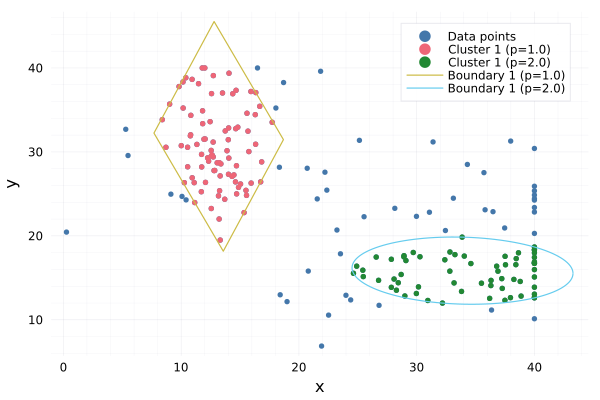 Data points
Cluster 1 (p=1.0)
Cluster 1 (p=2.0)
Boundary 1 (p=1.0)
Boundary 1 (p=2.0)
40
30
20
10
y
0 10 20 30 40
x